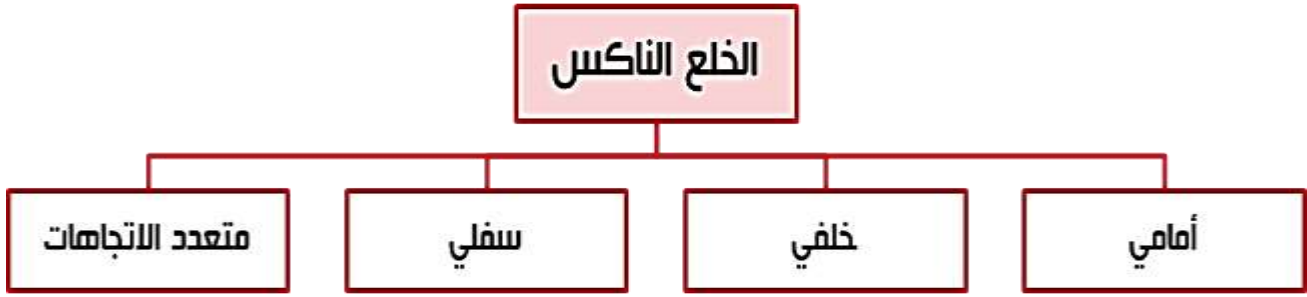 الخلع الناكس
أمامي
خلفي
سفلي
متعدد الاتجاهات